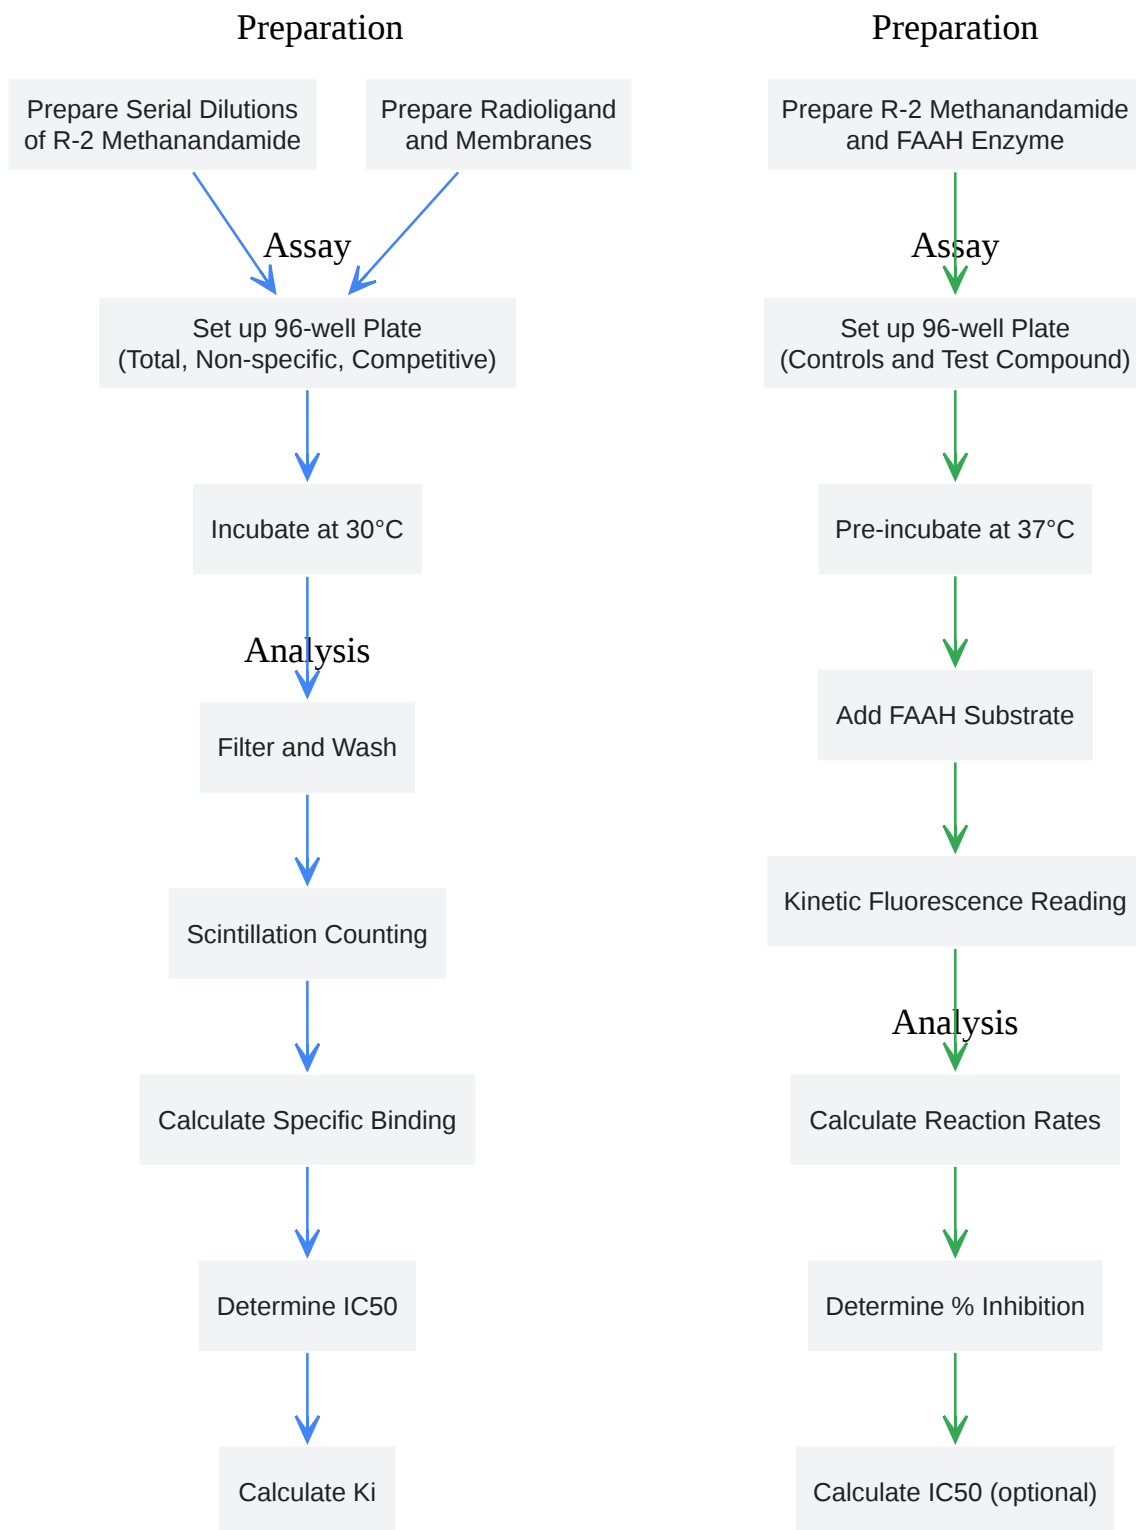 Preparation
Prepare Serial Dilutions
of R-2 Methanandamide
Prepare Radioligand
and Membranes
Assay
Set up 96-well Plate
(Total, Non-specific, Competitive)
Incubate at 30°C
Analysis
Filter and Wash
Scintillation Counting
Calculate Specific Binding
Determine IC50
Calculate Ki
Preparation
Prepare R-2 Methanandamide
and FAAH Enzyme
Assay
Set up 96-well Plate
(Controls and Test Compound)
Pre-incubate at 37°C
Add FAAH Substrate
Kinetic Fluorescence Reading
Analysis
Calculate Reaction Rates
Determine % Inhibition
Calculate IC50 (optional)